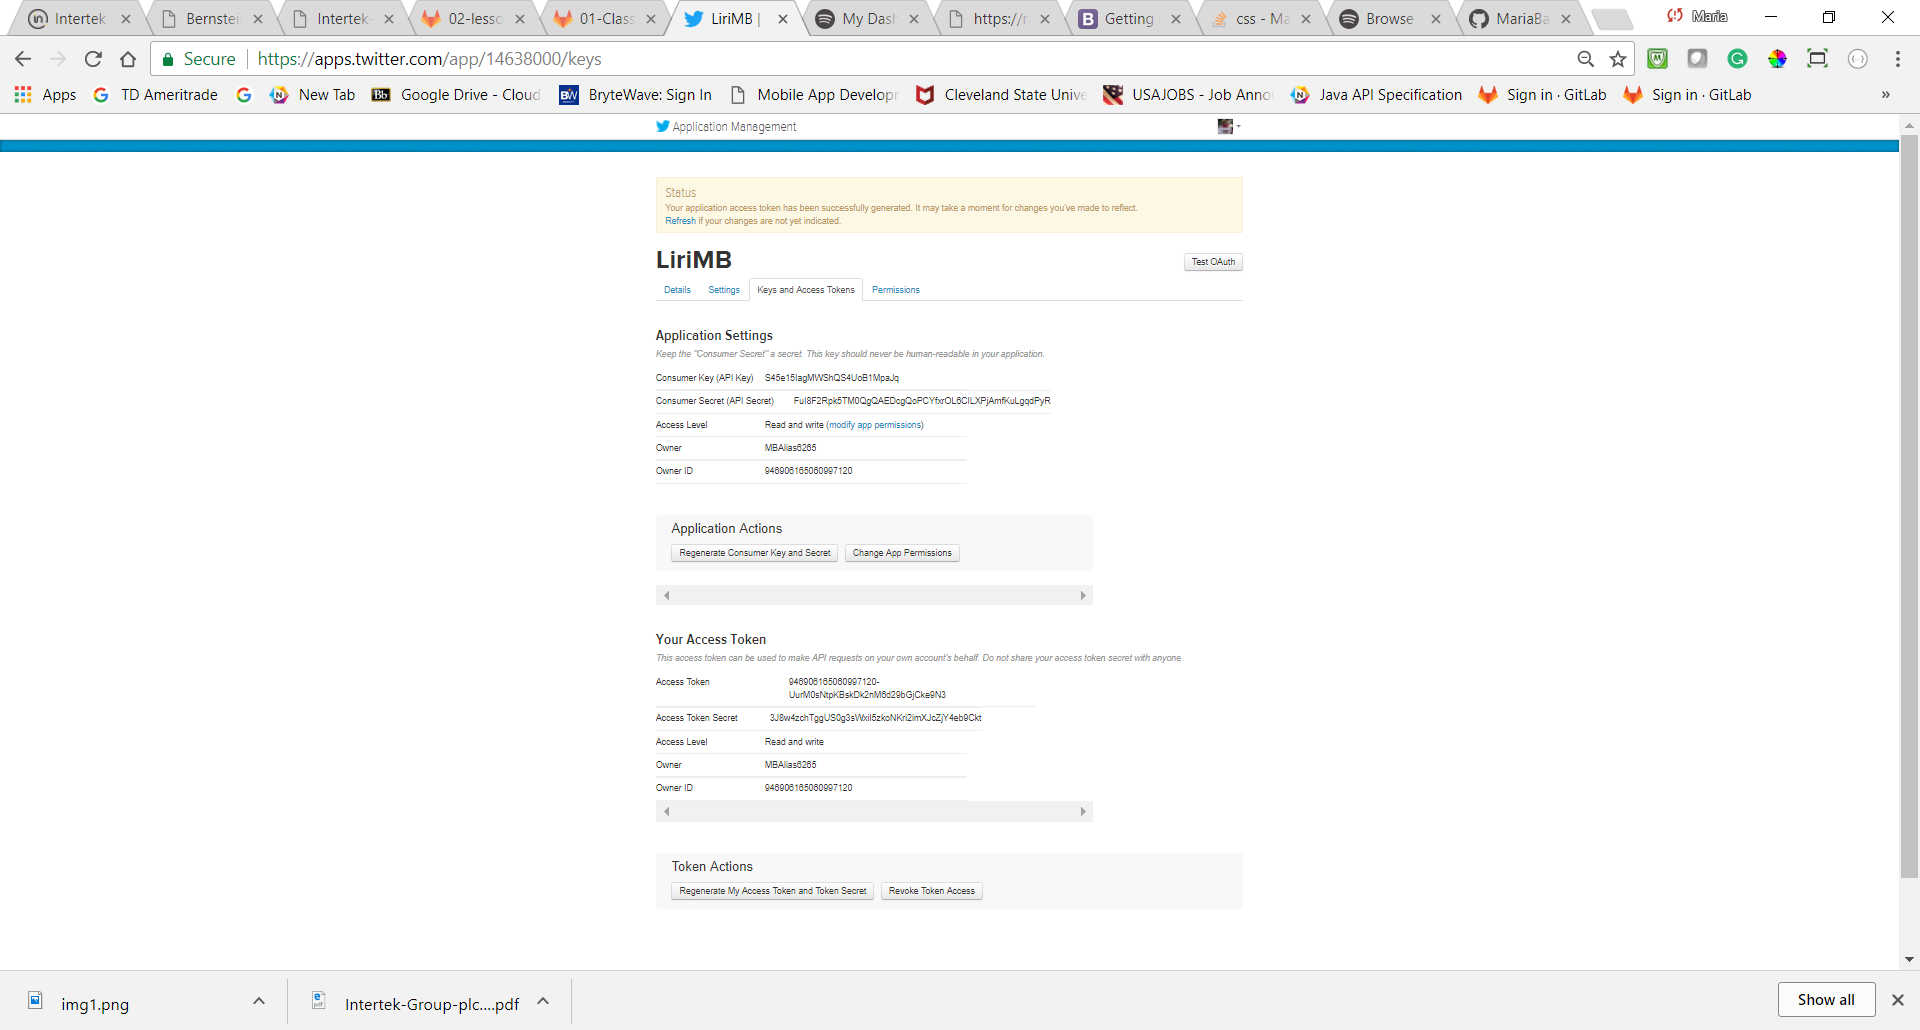 Intertek
Bernstei
Intertek-
02-lesso
01-Class
LiriMB |
My Dash
https://r
Getting
css - Ma
Browse
MariaBa
Maria
Secure
https://apps.twitter.com/app/14638000/keys
Apps
TD Ameritrade
New Tab
Google Drive - Cloud
BryteWave: Sign In
Mobile App Develop
Cleveland State Unive
USAJOBS - Job Anno
Java API Specification
Sign in · GitLab
Sign in · GitLab
»
Application Management
Status
Your application access token has been successfully generated. It may take a moment for changes you've made to reflect.
Refresh if your changes are not yet indicated.
LiriMB
Test OAuth
Details
Settings
Keys and Access Tokens
Permissions
Application Settings
Keep the "Consumer Secret" a secret. This key should never be human-readable in your application.
Consumer Key (API Key)
Consumer Secret (API Secret)
Access Level Read and write (modify app permissions)
Owner MBAlias6265
Owner ID
Application Actions
Regenerate Consumer Key and Secret
Change App Permissions
Your Access Token
This access token can be used to make API requests on your own account's behalf. Do not share your access token secret with anyone.
Access Token
Access Token Secret
Access Level Read and write
Owner MBAlias6265
Owner ID
Token Actions
Regenerate My Access Token and Token Secret
Revoke Token Access
img1.png
Intertek-Group-plc....pdf
Show all